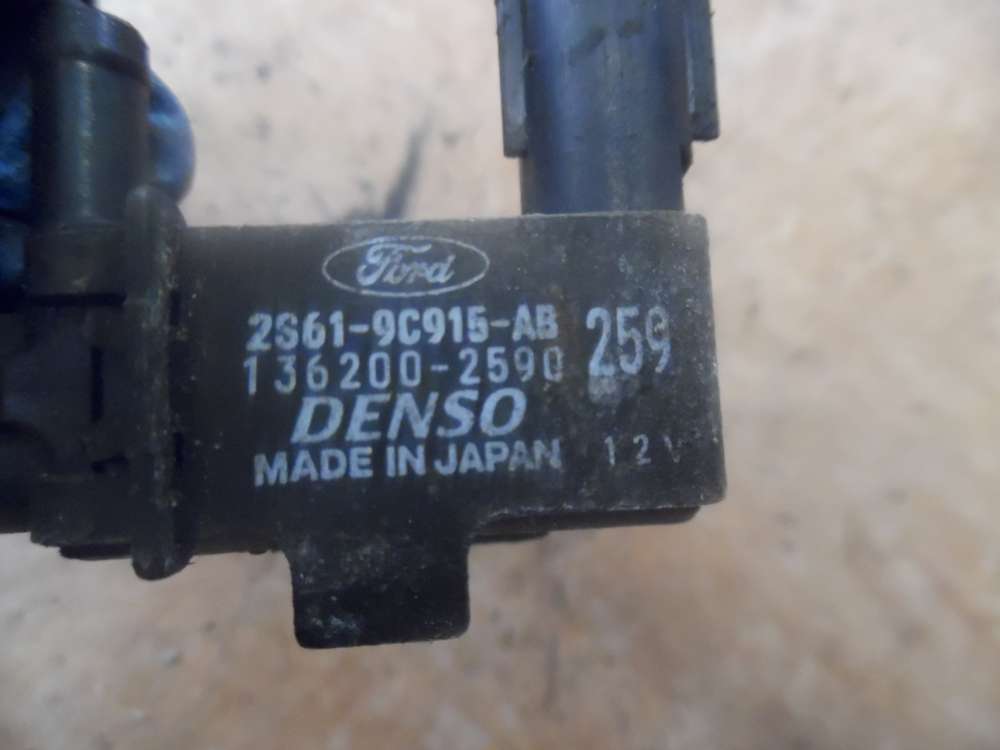 Ford
2S61-9C915-AB 259
136200-2590
DENSO
MADE IN JAPAN 12V